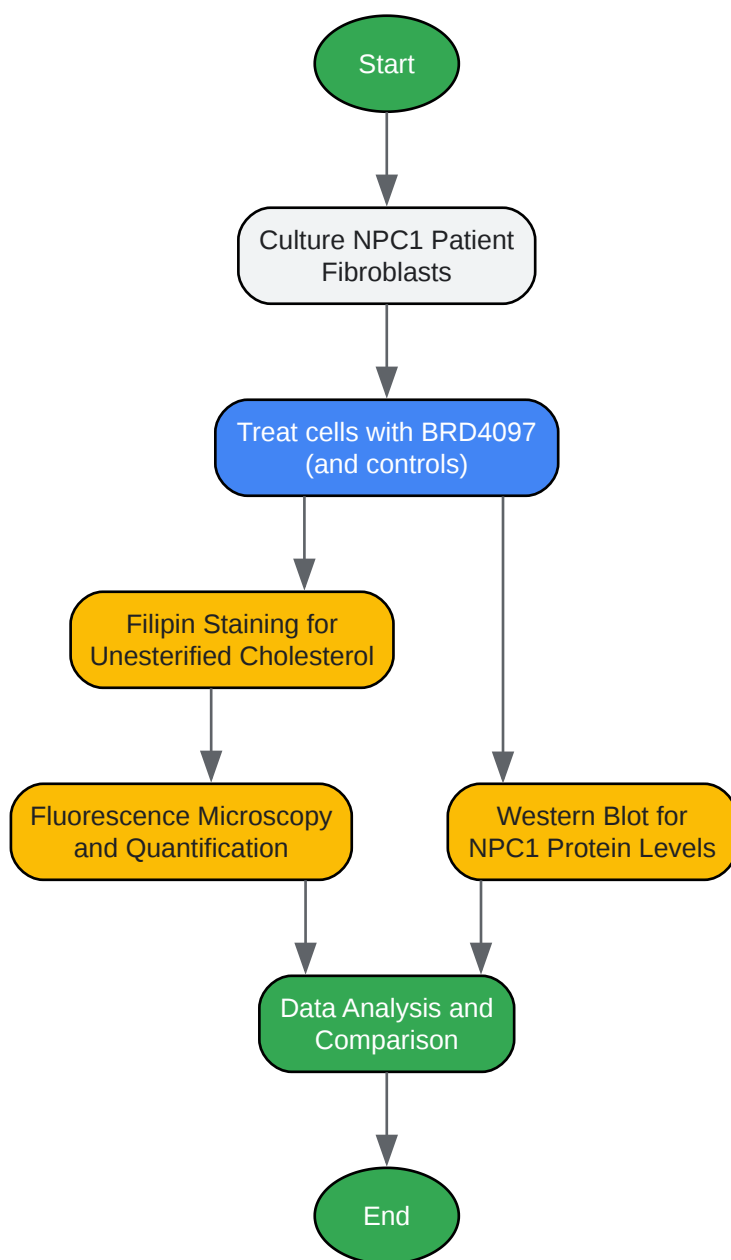 Start
Culture NPC1 Patient
Fibroblasts
Treat cells with BRD4097
(and controls)
Filipin Staining for
Unesterified Cholesterol
Fluorescence Microscopy
and Quantification
Western Blot for
NPC1 Protein Levels
Data Analysis and
Comparison
End